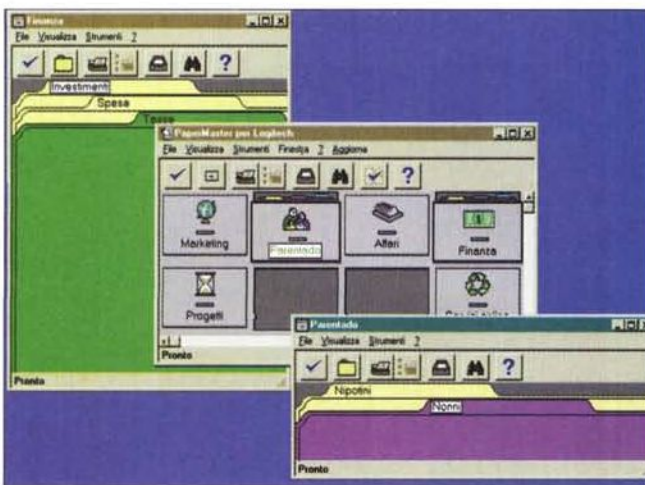 Finanza
File Visualizza Strumenti ?
Investimenti
Spese
Tasse
Pronto
PaperMaster per Logitech
File Visualizza Strumenti Finestra ? Aggiorna
Marketing Parentado Affari Finanza
Progetti
Pronto
Parentado
File Visualizza Strumenti ?
Nipotini
Nonni
Pronto